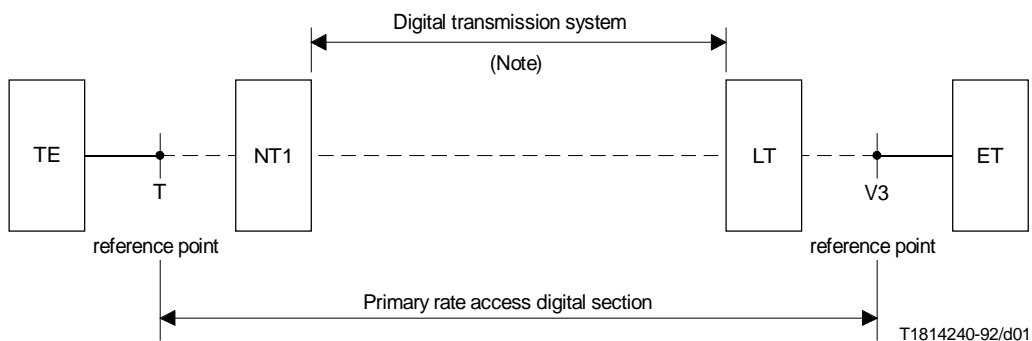 Digital transmission system
(Note)
TE
NT1
LT
ET
T
V3
reference point
reference point
Primary rate access digital section
T1814240-92/d01